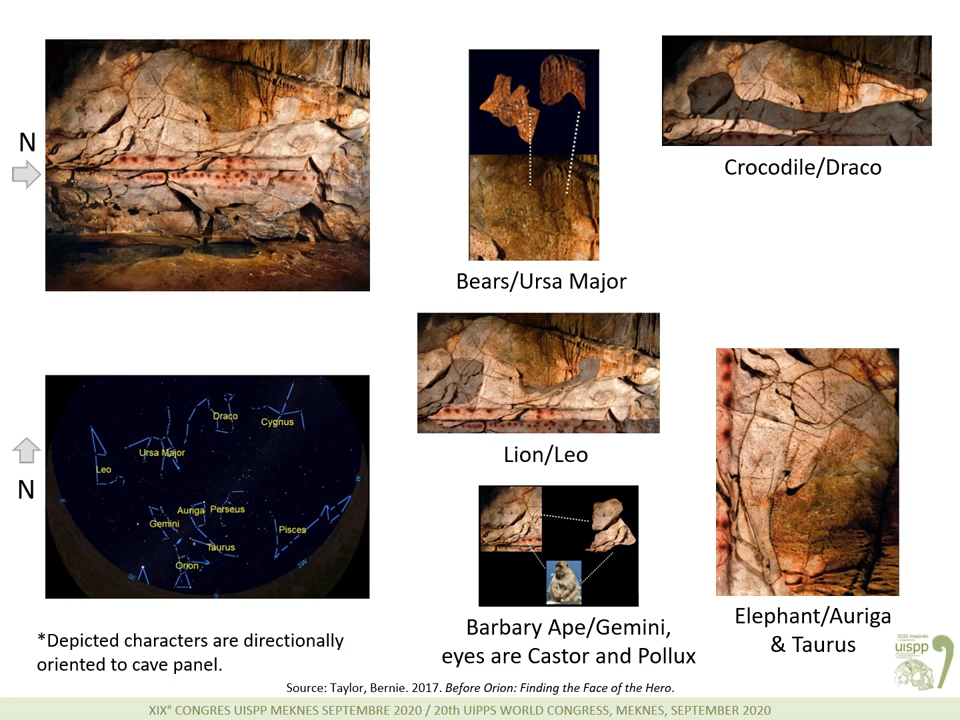 N
Bears/Ursa Major
Crocodile/Draco
Draco
Cygnus
Ursa Major
Leo
Auriga
Perseus
Gemini
Pisces
Taurus
Orion
SE
S
SW
N
Lion/Leo
Barbary Ape/Gemini,
eyes are Castor and Pollux
Elephant/Auriga
& Taurus
*Depicted characters are directionally
oriented to cave panel.
uispp
Source: Taylor, Bernie. 2017. Before Orion: Finding the Face of the Hero.
XIX° CONGRES UISPP MEKNES SEPTEMBRE 2020 / 20th UIPPS WORLD CONGRESS, MEKNES, SEPTEMBER 2020